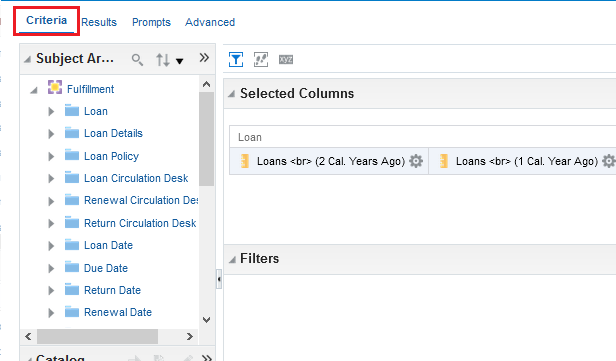 Criteria Results Prompts Advanced
Subject Ar...
Fulfillment
Loan
Loan Details
Loan Policy
Loan Circulation Desk
Renewal Circulation Des
Return Circulation Desk
Loan Date
Due Date
Return Date
Renewal Date
Catalog
xyz
Selected Columns
Loan
Loans <br> (2 Cal. Years Ago) Loans <br> (1 Cal. Year Ago)
Filters